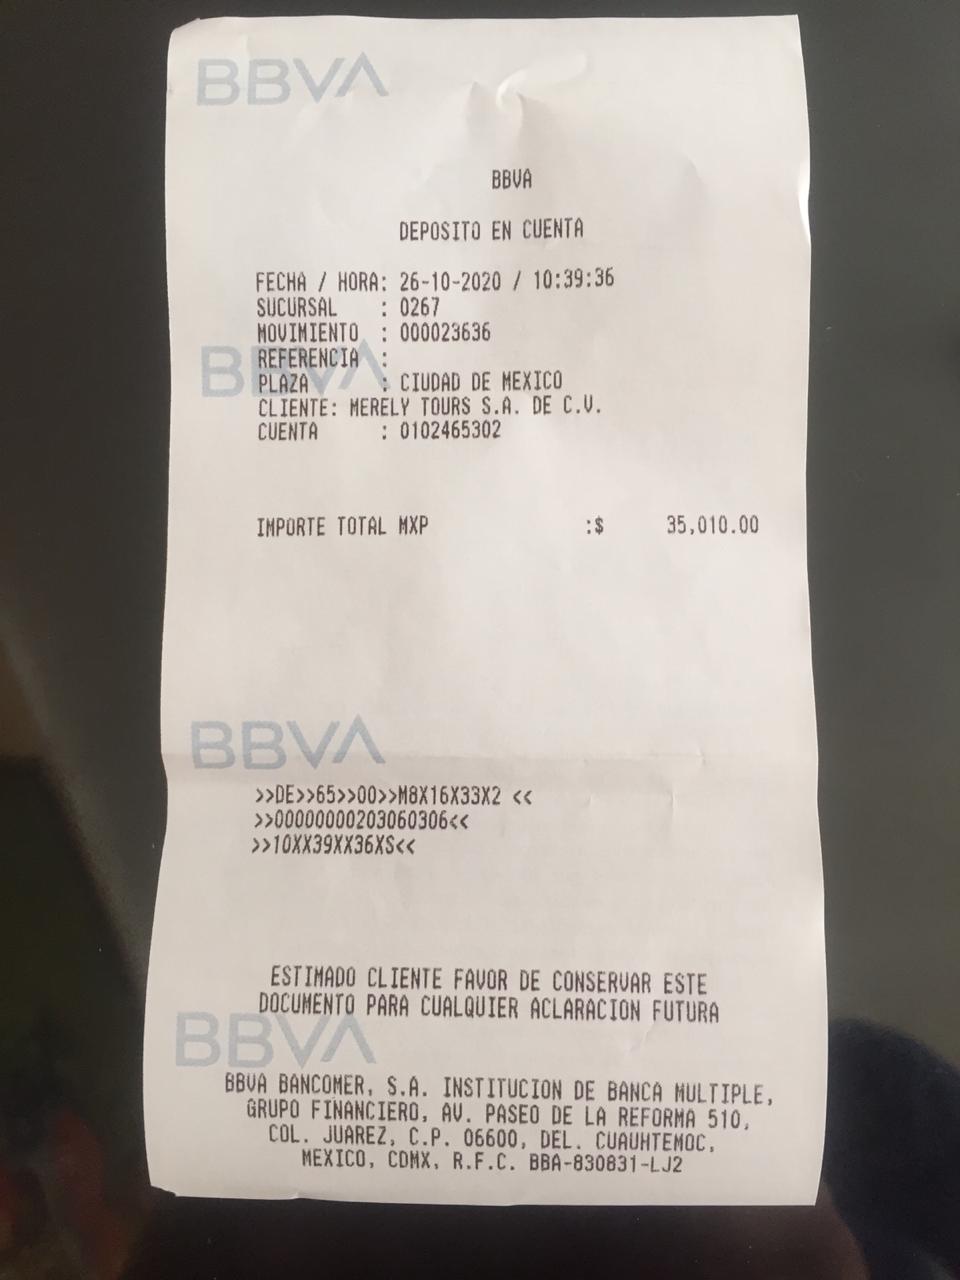 BBVA
BBVA
DEPOSITO EN CUENTA
FECHA / HORA: 26-10-2020 / 10:39:36
SUCURSAL : 0267
MOVIMIENTO : 000023636
REFERENCIA :
BBVA
PLAZA : CIUDAD DE MEXICO
CLIENTE: MERELY TOURS S.A. DE C.V.
CUENTA : 0102465302
IMPORTE TOTAL MXP :$ 35,010.00
BBVA
>>DE>>65>>00>>M8X16X33X2 <<
>>00000000203060306<<
>>10XX39XX36XS<<
ESTIMADO CLIENTE FAVOR DE CONSERVAR ESTE
DOCUMENTO PARA CUALQUIER ACLARACION FUTURA
BBVA
BBVA BANCOMER, S.A. INSTITUCION DE BANCA MULTIPLE,
GRUPO FINANCIERO, AV. PASEO DE LA REFORMA 510,
COL. JUAREZ, C.P. 06600, DEL. CUAUHTEMOC,
MEXICO, CDMX, R.F.C. BBA-830831-LJ2